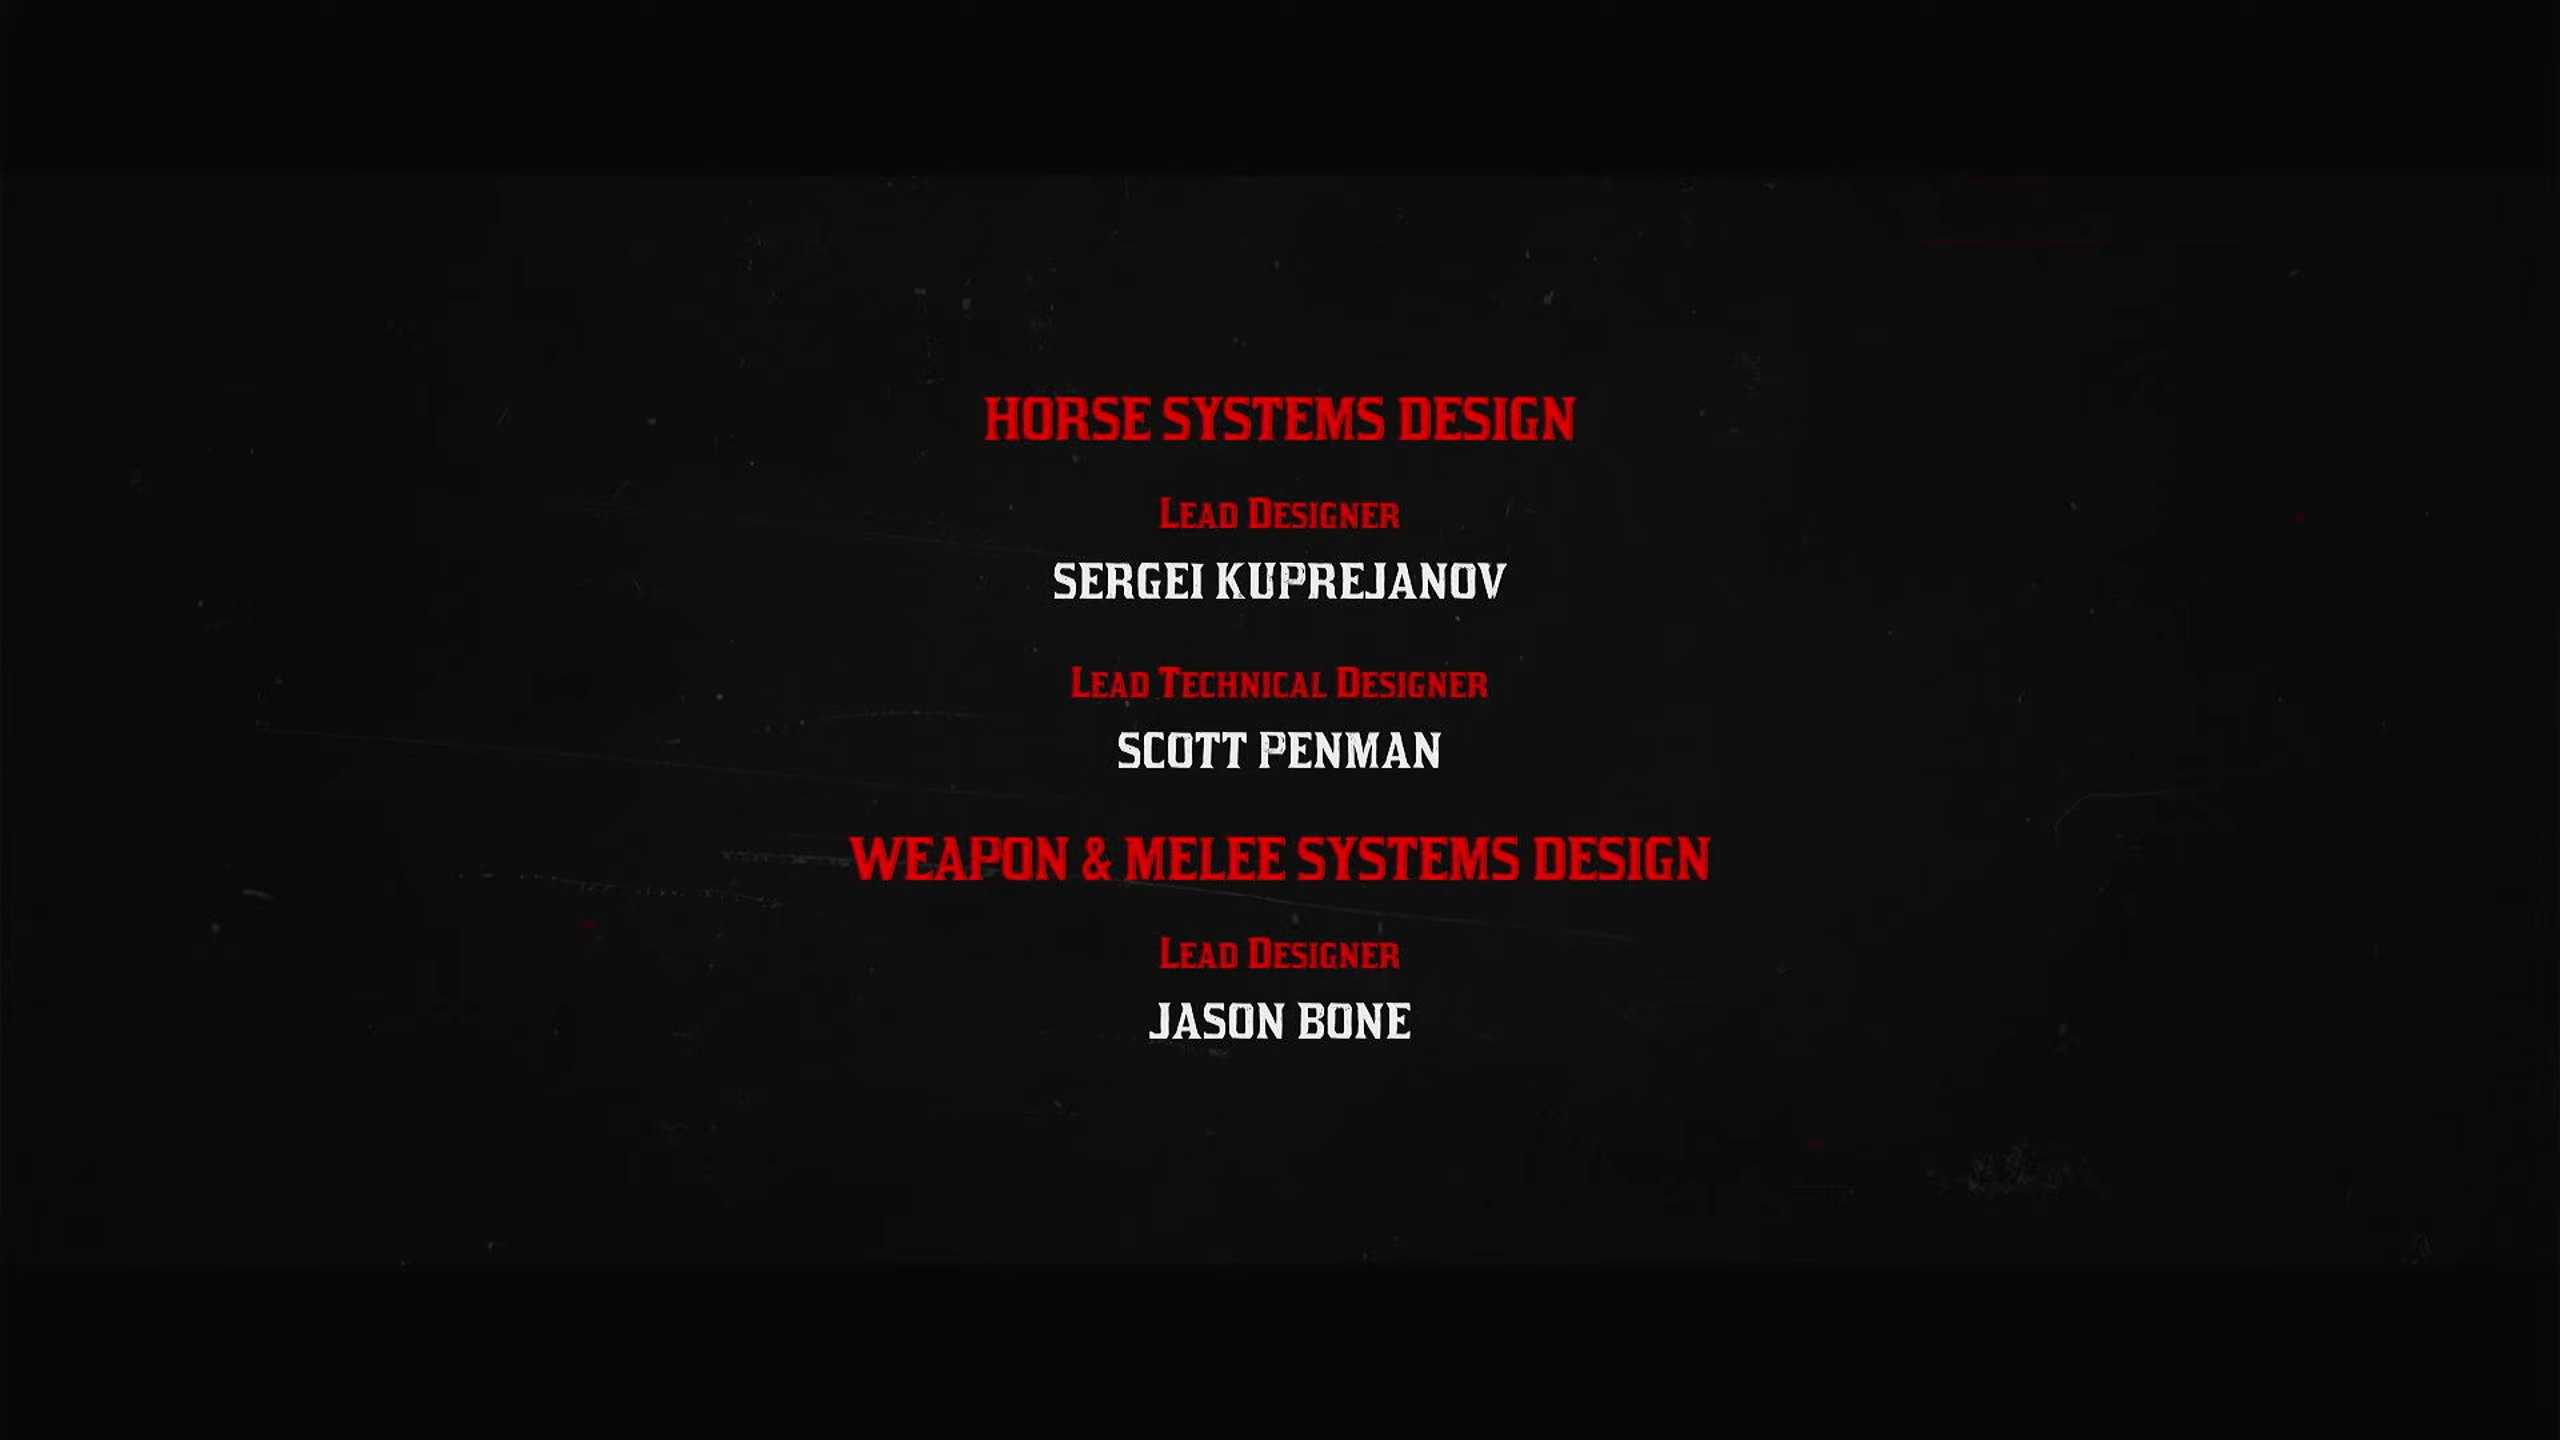 HORSE SYSTEMS DESIGN
LEAD DESIGNER
SERGEI KUPREJANOV
LEAD TECHNICAL DESIGNER
SCOTT PENMAN
WEAPON & MELEE SYSTEMS DESIGN
LEAD DESIGNER
JASON BONE